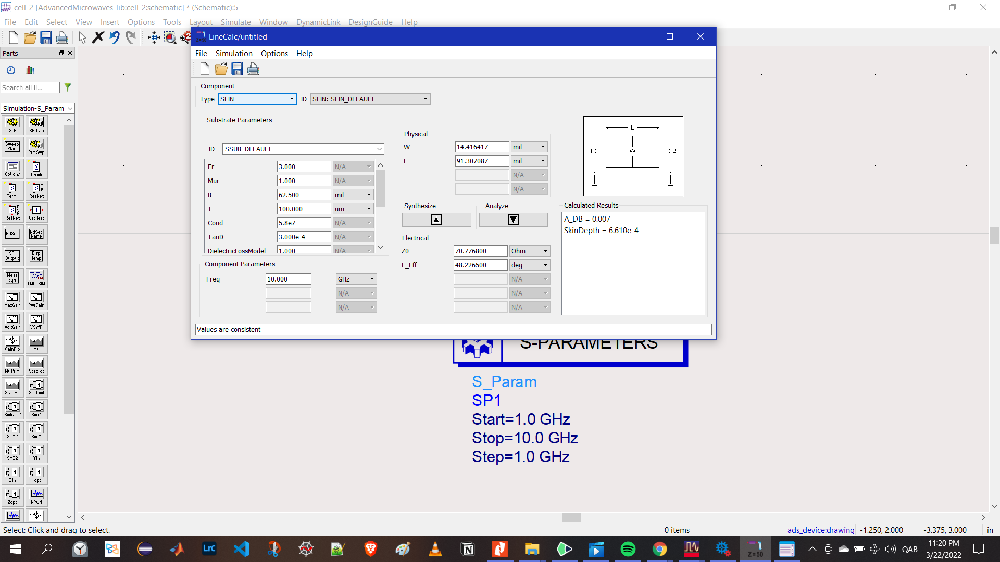 cell_2 [AdvancedMicrowaves_lib:cell_2:schematic] * (Schematic):5
File Edit Select View Insert Options Tools Layout Simulate Window DynamicLink DesignGuide Help
Parts
Search all li...
Simulation-S_Param
S P
SP Lab
Sweep Plan
PrmSwp
Options
TermG
Term
RefNet
RefNet
OscTest
NdSet
NdSet Name
SP Output
Disp Temp
Meas Eqn
EMCOSIM
MaxGain
PwrGain
VoltGain
VSWR
GainRip
Mu
MuPrim
StabFct
StabMs
SmGam1
SmGam2
SmY1
SmY2
SmZ1
SmZ2
Yin
Zin
Yopt
Zopt
NPwrl
LineCalc/untitled
File Simulation Options Help
Component
Type SLIN ID SLIN: SLIN_DEFAULT
Substrate Parameters
ID SSUB_DEFAULT
Er 3.000 N/A
Mur 1.000 N/A
B 62.500 mil
T 100.000 um
Cond 5.8e7 N/A
TanD 3.000e-4 N/A
DielectricLossModel 1.000 N/A
Component Parameters
Freq 10.000 GHz
N/A
N/A
Physical
W 14.416417 mil
L 91.307087 mil
N/A
N/A
Synthesize Analyze
Electrical
Z0 70.776800 Ohm
E_Eff 48.226500 deg
N/A
N/A
N/A
L
1 W 2
Calculated Results
A_DB = 0.007
SkinDepth = 6.610e-4
Values are consistent
S-PARAMETERS
S_Param
SP1
Start=1.0 GHz
Stop=10.0 GHz
Step=1.0 GHz
Select: Click and drag to select.
0 items
ads_device:drawing -1.250, 2.000 -3.375, 3.000 in
Lrc
Z=50
QAB
11:20 PM
3/22/2022